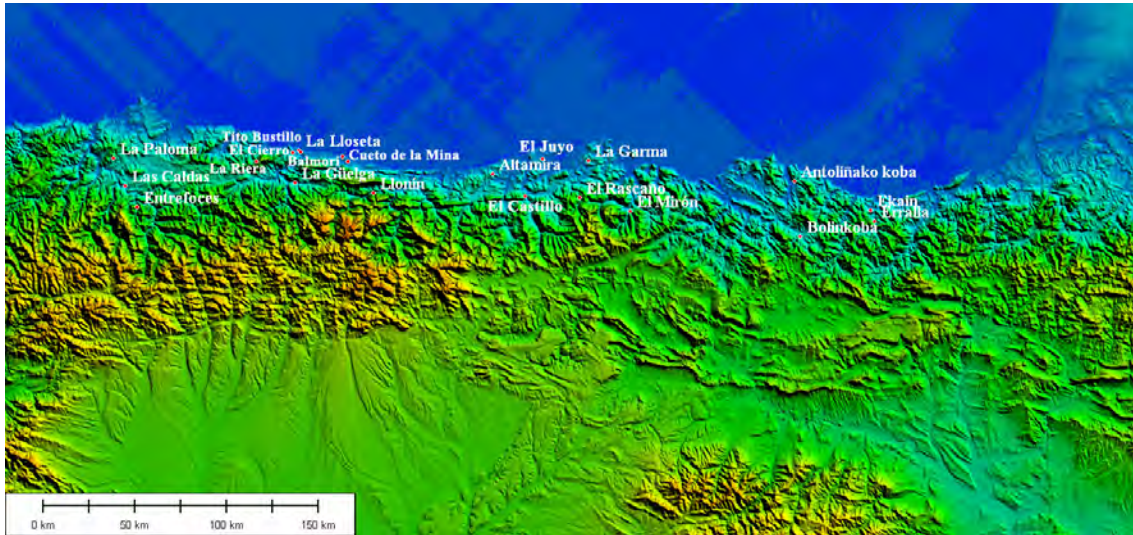 Tito Bustillo
La Lloseta
La Paloma
El Cierro
La Riera
Balmori
Cueto de la Mina
El Juyo
La Garma
Altamira
Las Caldas
La Güelga
Llonín
Entrefoces
El Castillo
El Rascaño
El Mirón
Antoliñako koba
Ekain
Erralla
Bolinkoba
0 km
50 km
100 km
150 km